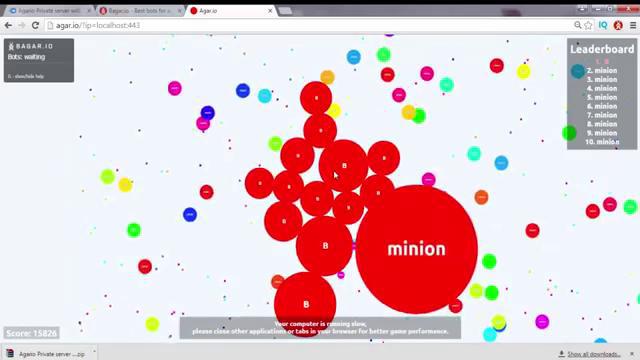 Agario Private server will
Bagar.io - Best bots for a
Agar.io
agar.io/?ip=localhost:443
BAGAR.IO
Bots: waiting
G - show/hide help
Leaderboard
1. B
2. minion
3. minion
4. minion
5. minion
6. minion
7. minion
8. minion
9. minion
10. minion
B
B
B
B
B
B
B
B
B
B
B
B
minion
Your computer is running slow,
please close other applications or tabs in your browser for better game performance.
Score: 15826
Agario Private server....zip
Show all downloads...